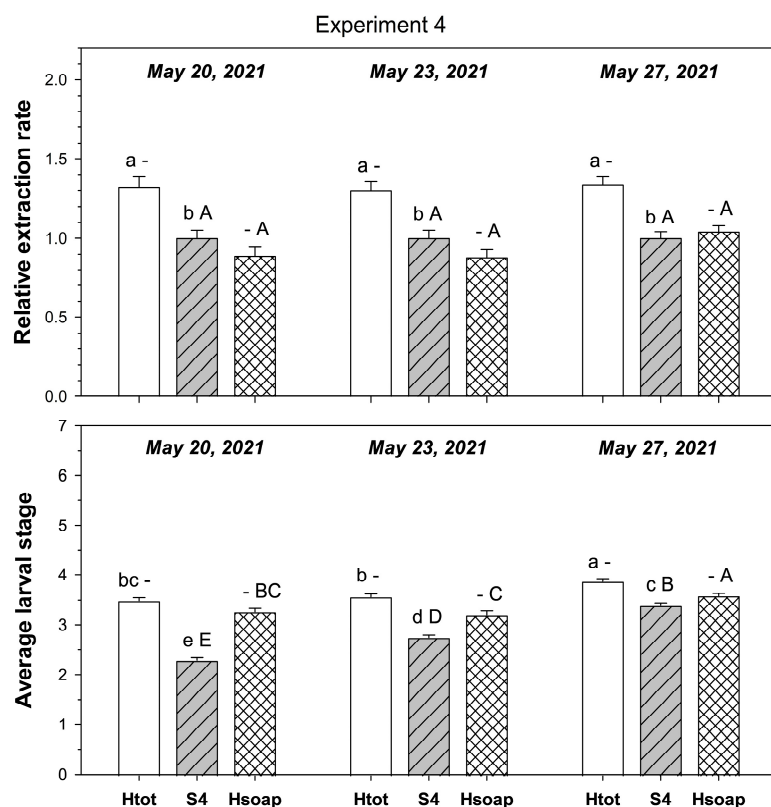 Experiment 4
Relative extraction rate
2.0
1.5
1.0
0.5
0.0
May 20, 2021 May 23, 2021 May 27, 2021
a - b A - A a - b A - A a - b A - A
Average larval stage
7
6
5
4
3
2
1
0
May 20, 2021 May 23, 2021 May 27, 2021
bc - e E - BC b - d D - C a - c B - A
Htot S4 Hsoap Htot S4 Hsoap Htot S4 Hsoap